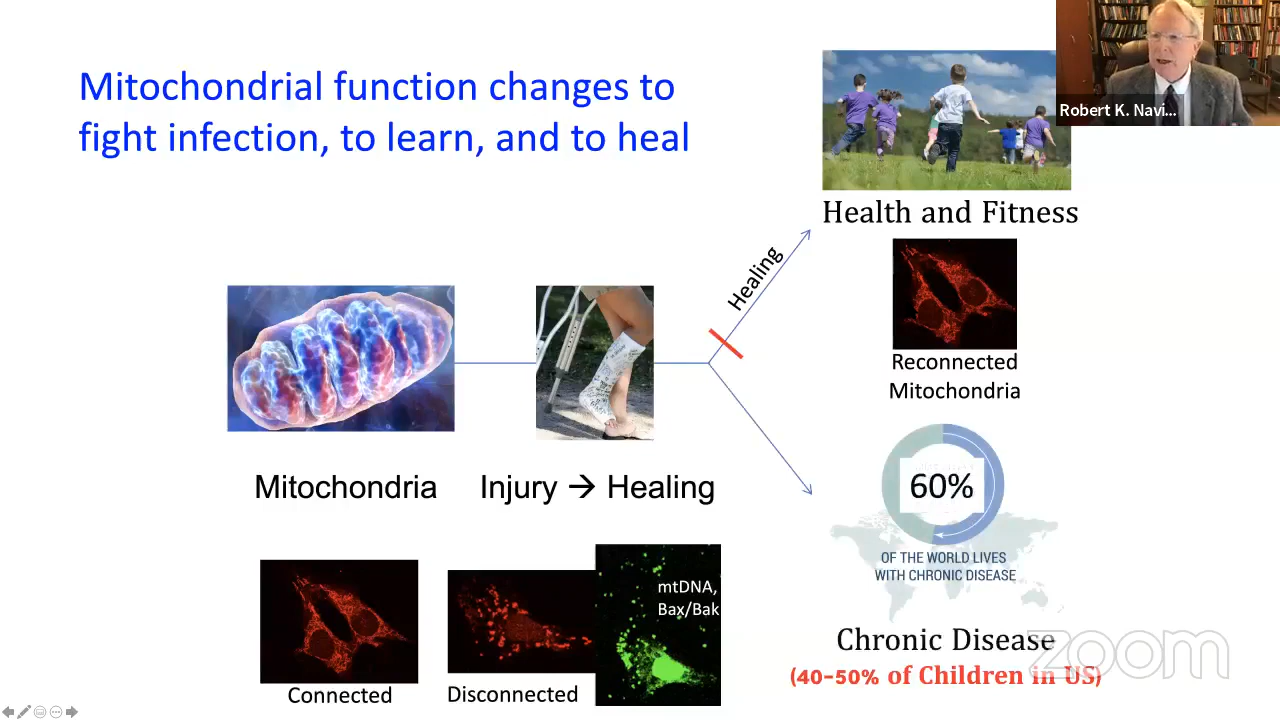 Mitochondrial function changes to
fight infection, to learn, and to heal
Robert K. Navi...
Health and Fitness
Healing
Reconnected
Mitochondria
Mitochondria
Injury → Healing
60%
OF THE WORLD LIVES
WITH CHRONIC DISEASE
mtDNA,
Bax/Bak
Connected
Disconnected
Chronic Disease
(40-50% of Children in US)
zoom